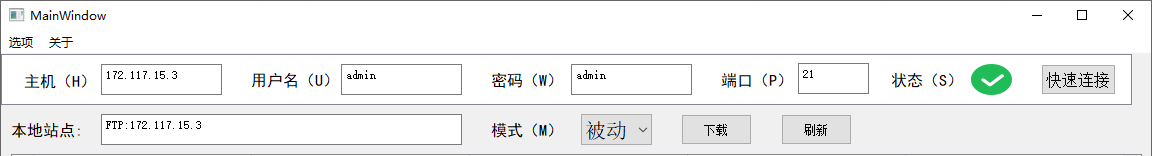 MainWindow
选项 关于
主机（H） 172.117.15.3 用户名（U） admin 密码（W） admin 端口（P） 21 状态（S） 快速连接
本地站点: FTP:172.117.15.3 模式（M） 被动 下载 刷新